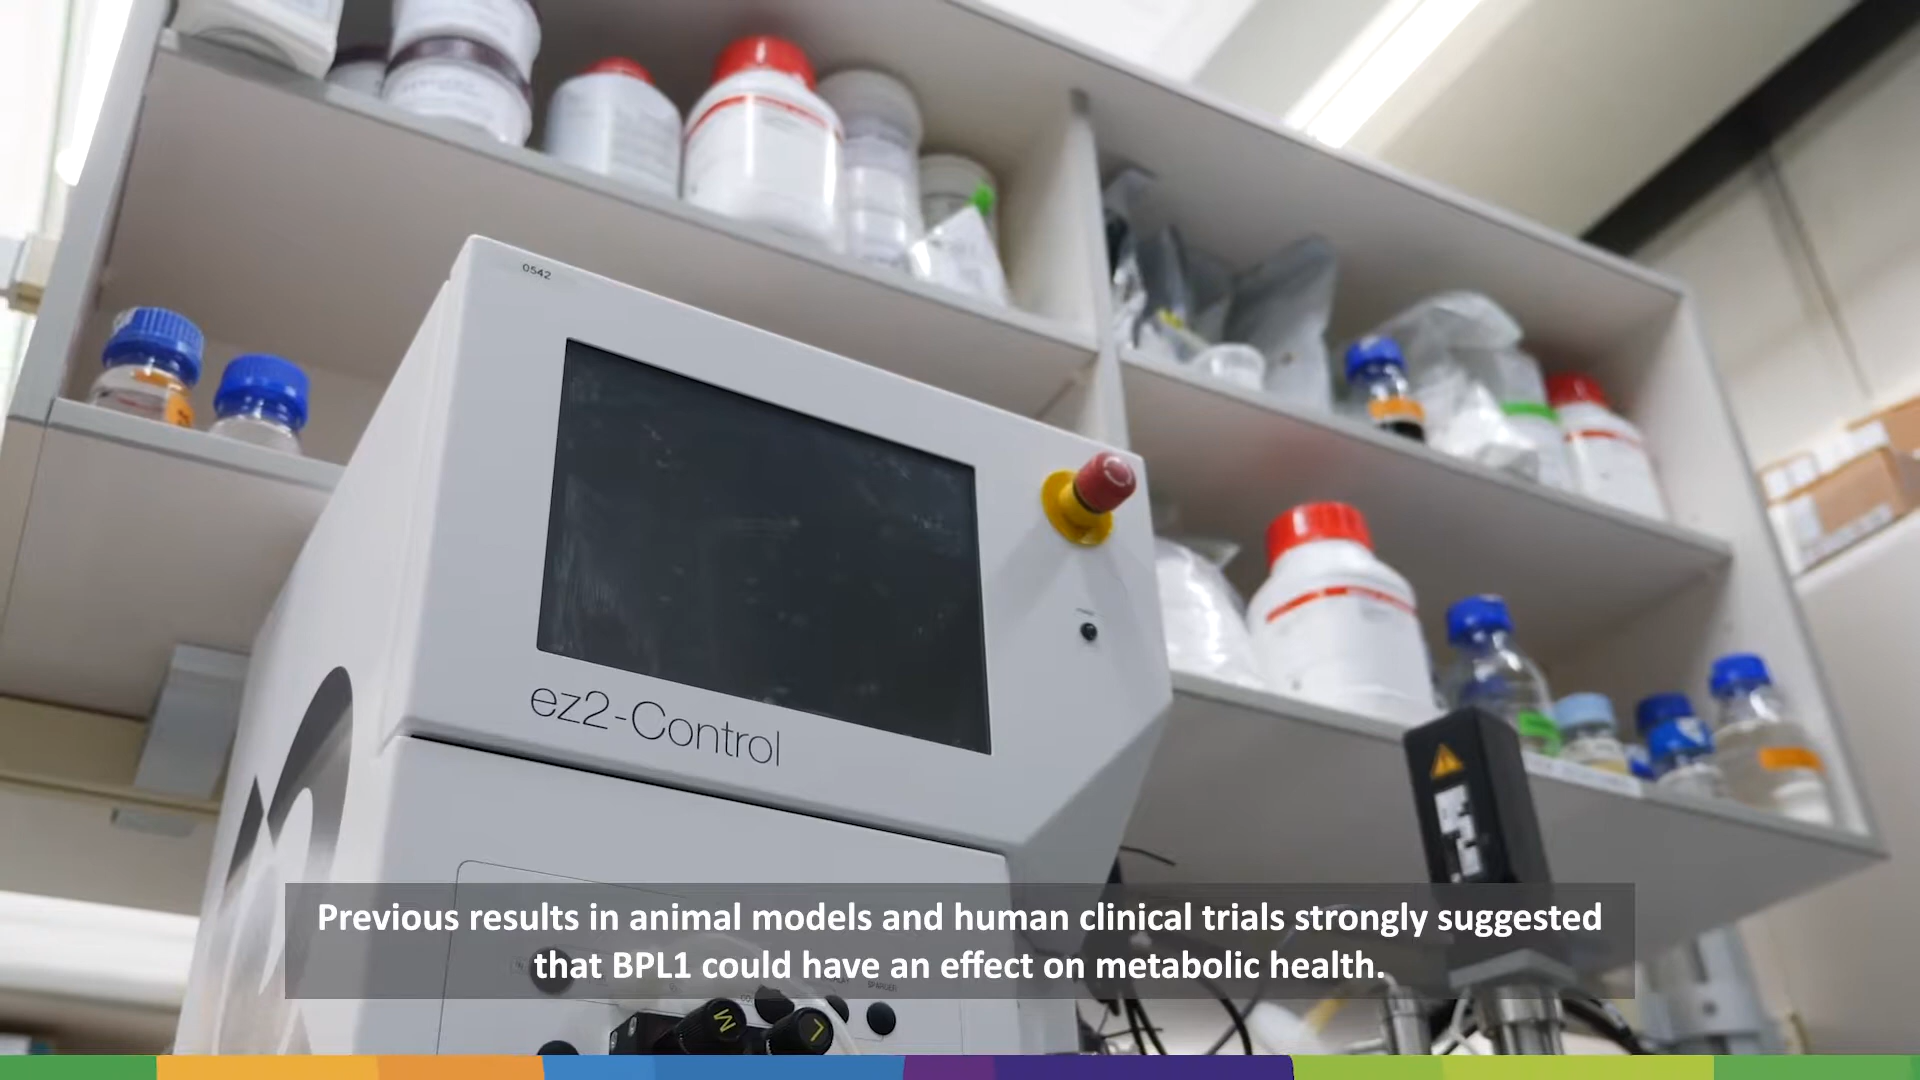 0542
ez2-Control
SPARGER
M
L
Previous results in animal models and human clinical trials strongly suggested
that BPL1 could have an effect on metabolic health.